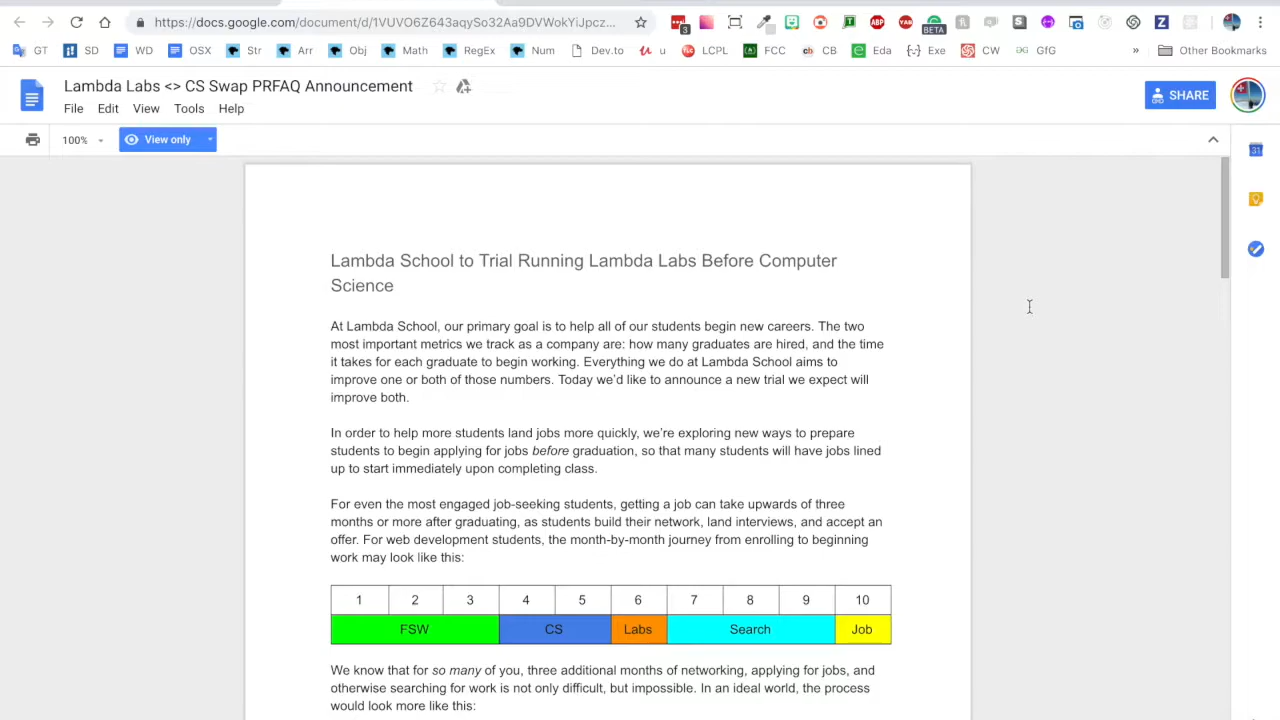 https://docs.google.com/document/d/1VUVO6Z643aqySo32Aa9DVWokYiJpcz...
3
ABP
YAK
BETA
S
Z
GT
SD
WD
OSX
Str
Arr
Obj
Math
RegEx
Num
Dev.to
u
LCPL
FCC
CB
Eda
Exe
CW
GfG
»
Other Bookmarks
Lambda Labs <> CS Swap PRFAQ Announcement
SHARE
File Edit View Tools Help
100%
View only
31
Lambda School to Trial Running Lambda Labs Before Computer
Science
At Lambda School, our primary goal is to help all of our students begin new careers. The two
most important metrics we track as a company are: how many graduates are hired, and the time
it takes for each graduate to begin working. Everything we do at Lambda School aims to
improve one or both of those numbers. Today we'd like to announce a new trial we expect will
improve both.
In order to help more students land jobs more quickly, we're exploring new ways to prepare
students to begin applying for jobs before graduation, so that many students will have jobs lined
up to start immediately upon completing class.
For even the most engaged job-seeking students, getting a job can take upwards of three
months or more after graduating, as students build their network, land interviews, and accept an
offer. For web development students, the month-by-month journey from enrolling to beginning
work may look like this:
1 2 3 4 5 6 7 8 9 10
FSW CS Labs Search Job
We know that for so many of you, three additional months of networking, applying for jobs, and
otherwise searching for work is not only difficult, but impossible. In an ideal world, the process
would look more like this: